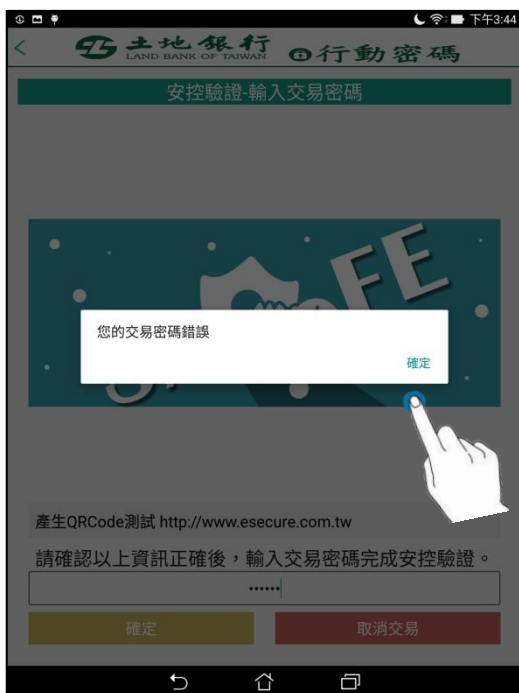 下午3:44
土地銀行
LAND BANK OF TAIWAN
行動密碼
安控驗證-輸入交易密碼
FE
您的交易密碼錯誤
確定
產生QRCode測試 http://www.esecure.com.tw
請確認以上資訊正確後，輸入交易密碼完成安控驗證。
••••••
確定
取消交易